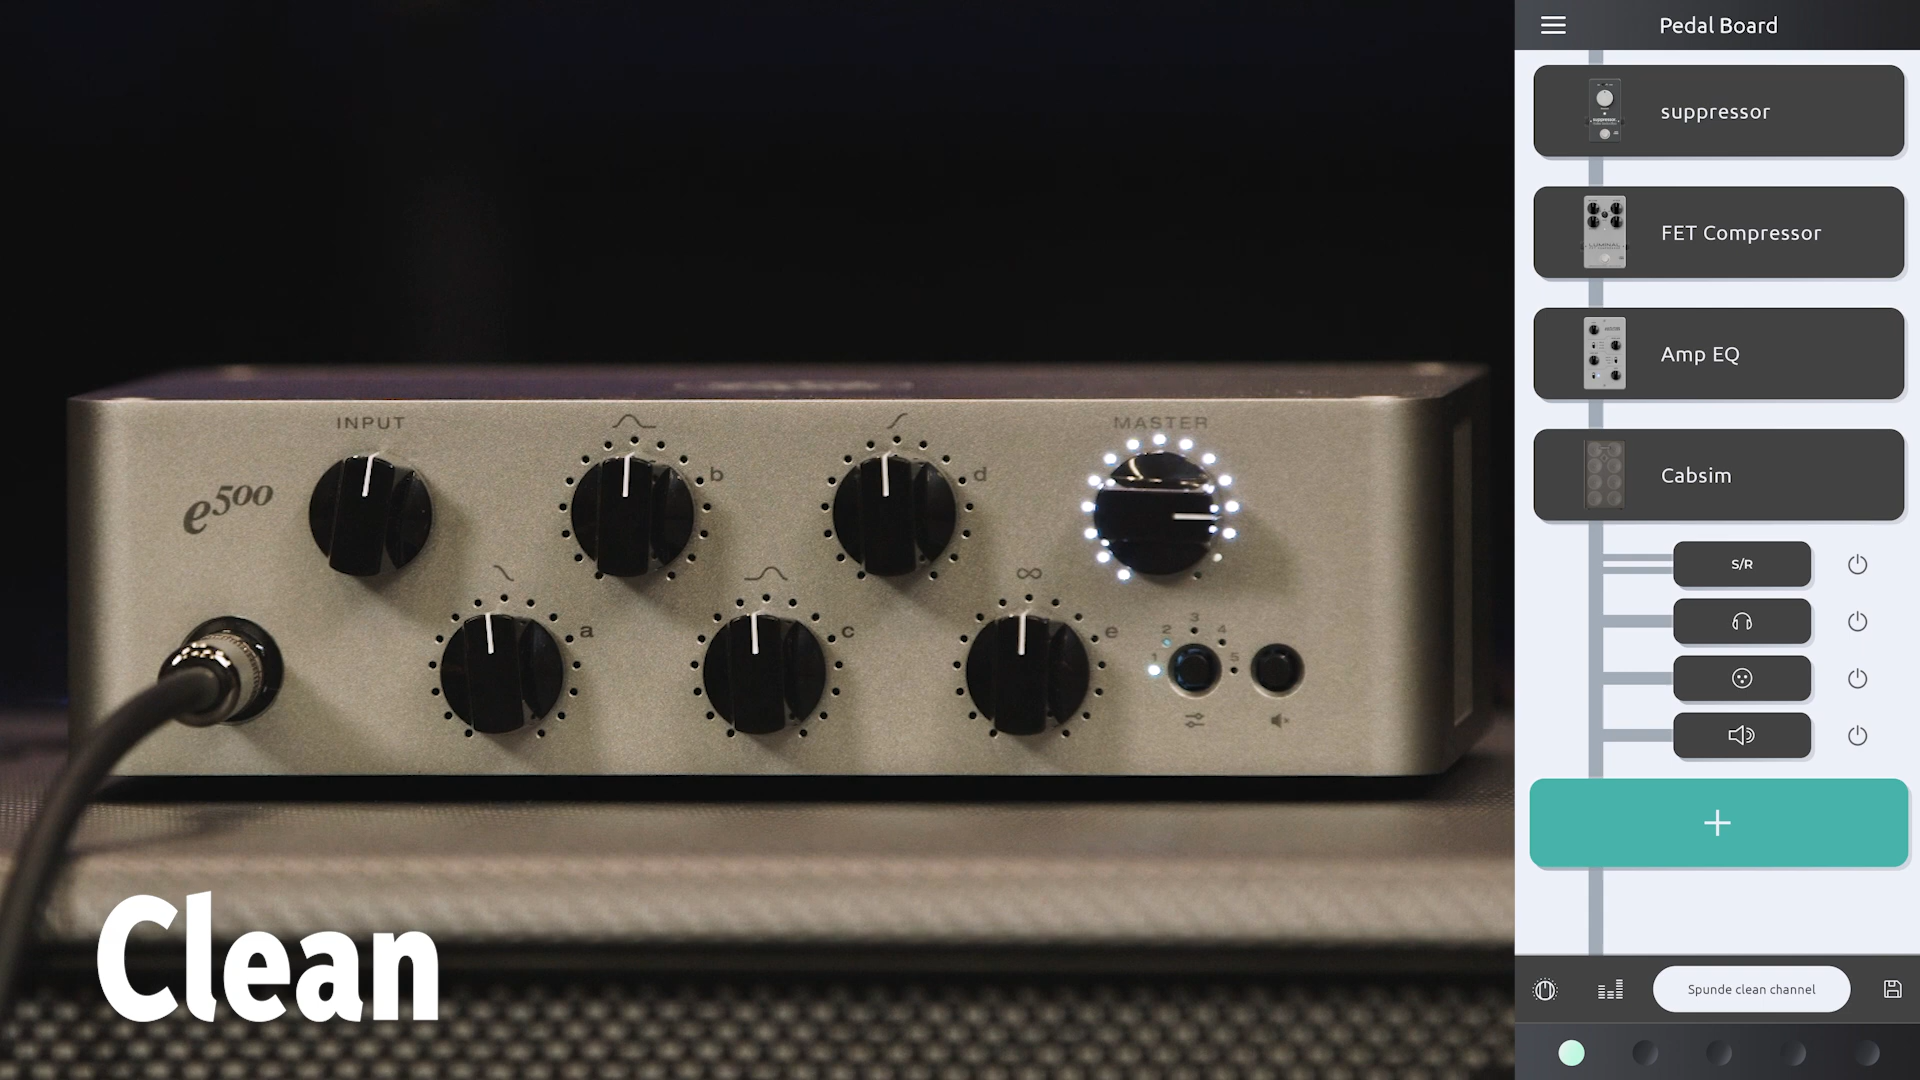 INPUT
MASTER
e500
b
d
a
c
e
1
2
3
4
5
Clean
Pedal Board
suppressor
FET Compressor
Amp EQ
Cabsim
S/R
Spunde clean channel